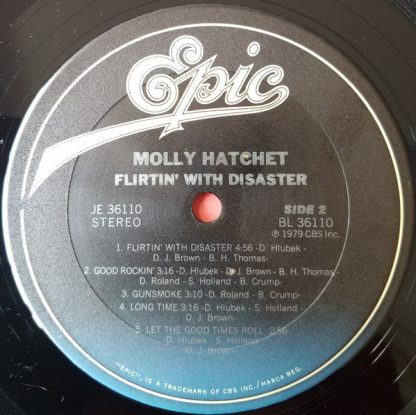 Epic
MOLLY HATCHET
FLIRTIN' WITH DISASTER
JE 36110
STEREO
SIDE 2
BL 36110
℗ 1979 CBS Inc.
1. FLIRTIN' WITH DISASTER 4:56 -D. Hlubek-
D. J. Brown - B. H. Thomas-
2. GOOD ROCKIN' 3:16 -D. Hlubek - D. J. Brown - B. H. Thomas-
D. Roland - S. Holland - B. Crump-
3. GUNSMOKE 3:10 -D. Roland - B. Crump-
4. LONG TIME 3:16 -D. Hlubek - S. Holland
D. J. Brown-
5. LET THE GOOD TIMES ROLL 2:56
-D. Hlubek - S. Holland -
D. J. Brown-
"EPIC", IS A TRADEMARK OF CBS INC./MARCA REG.